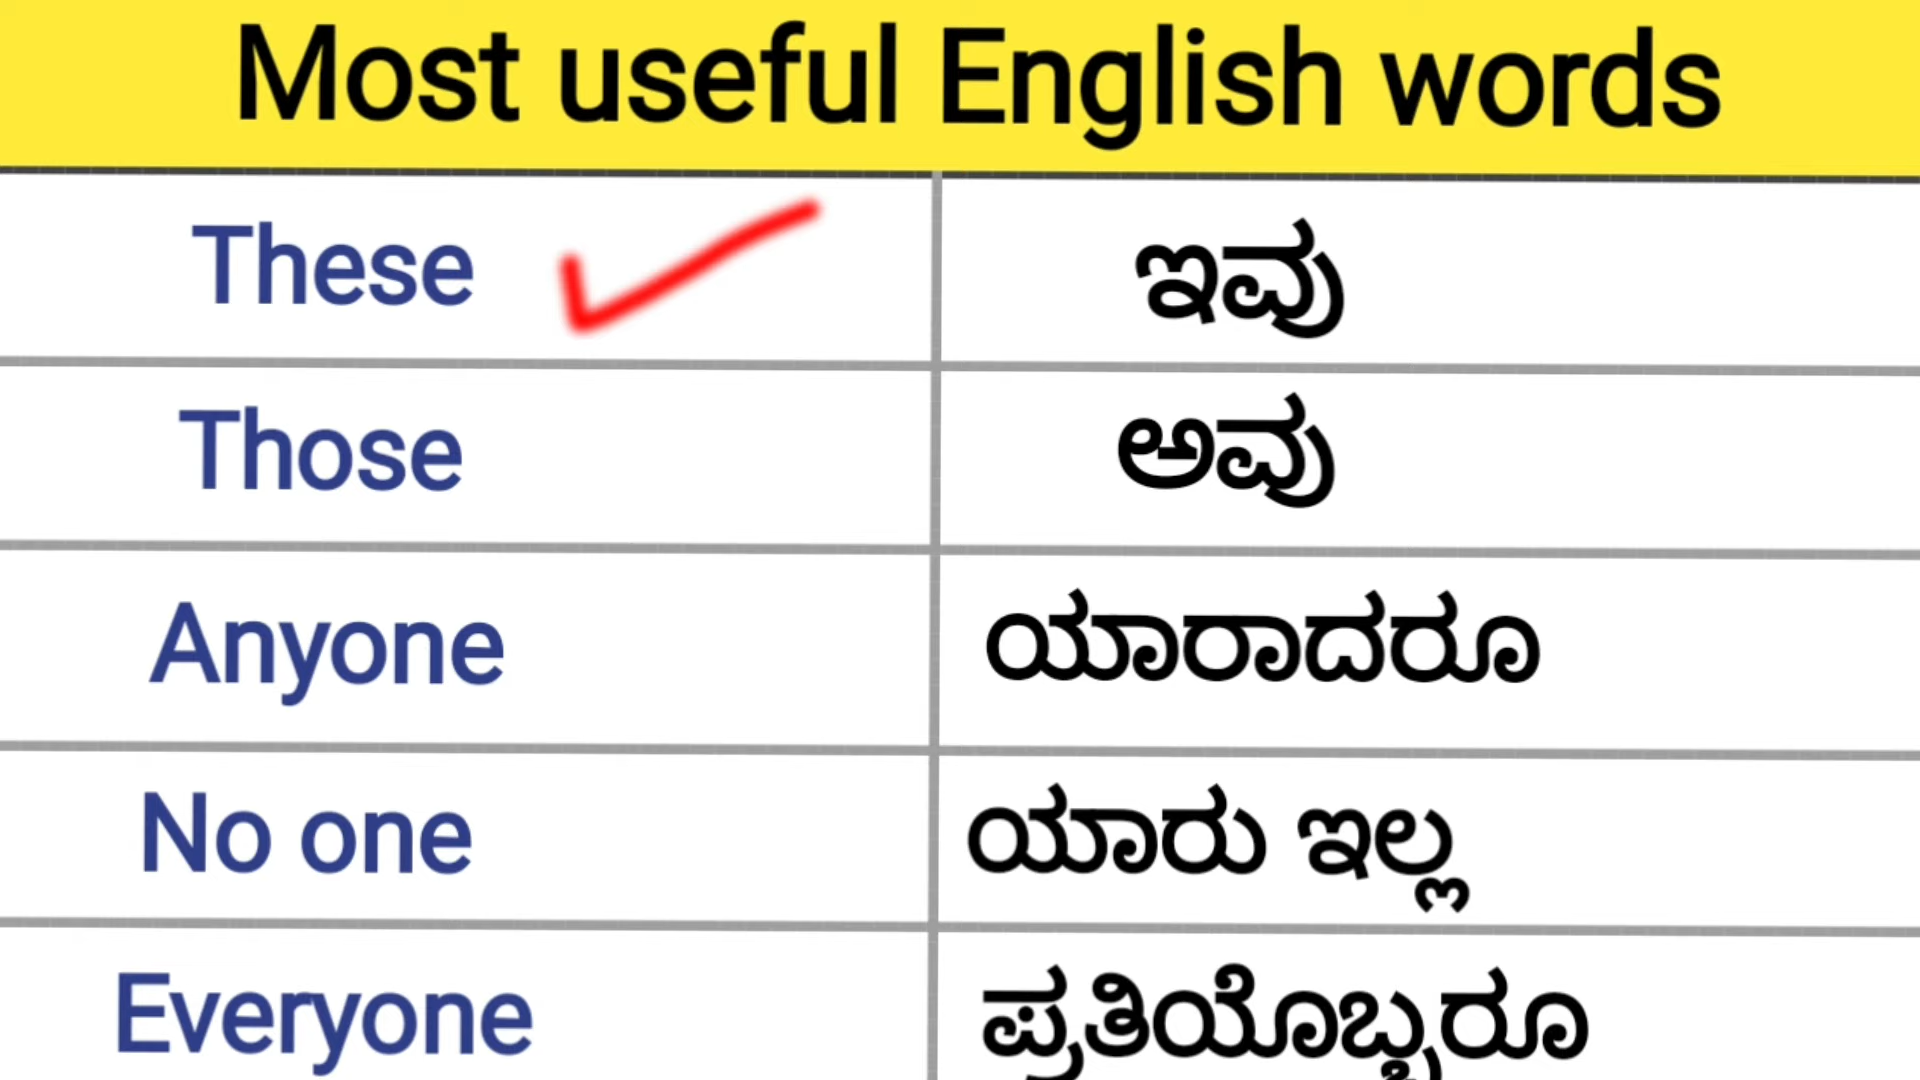 Most useful English words
These ಇವು
Those ಅವು
Anyone ಯಾರಾದರೂ
No one ಯಾರು ಇಲ್ಲ
Everyone ಪ್ರತಿಯೊಬ್ಬರೂ